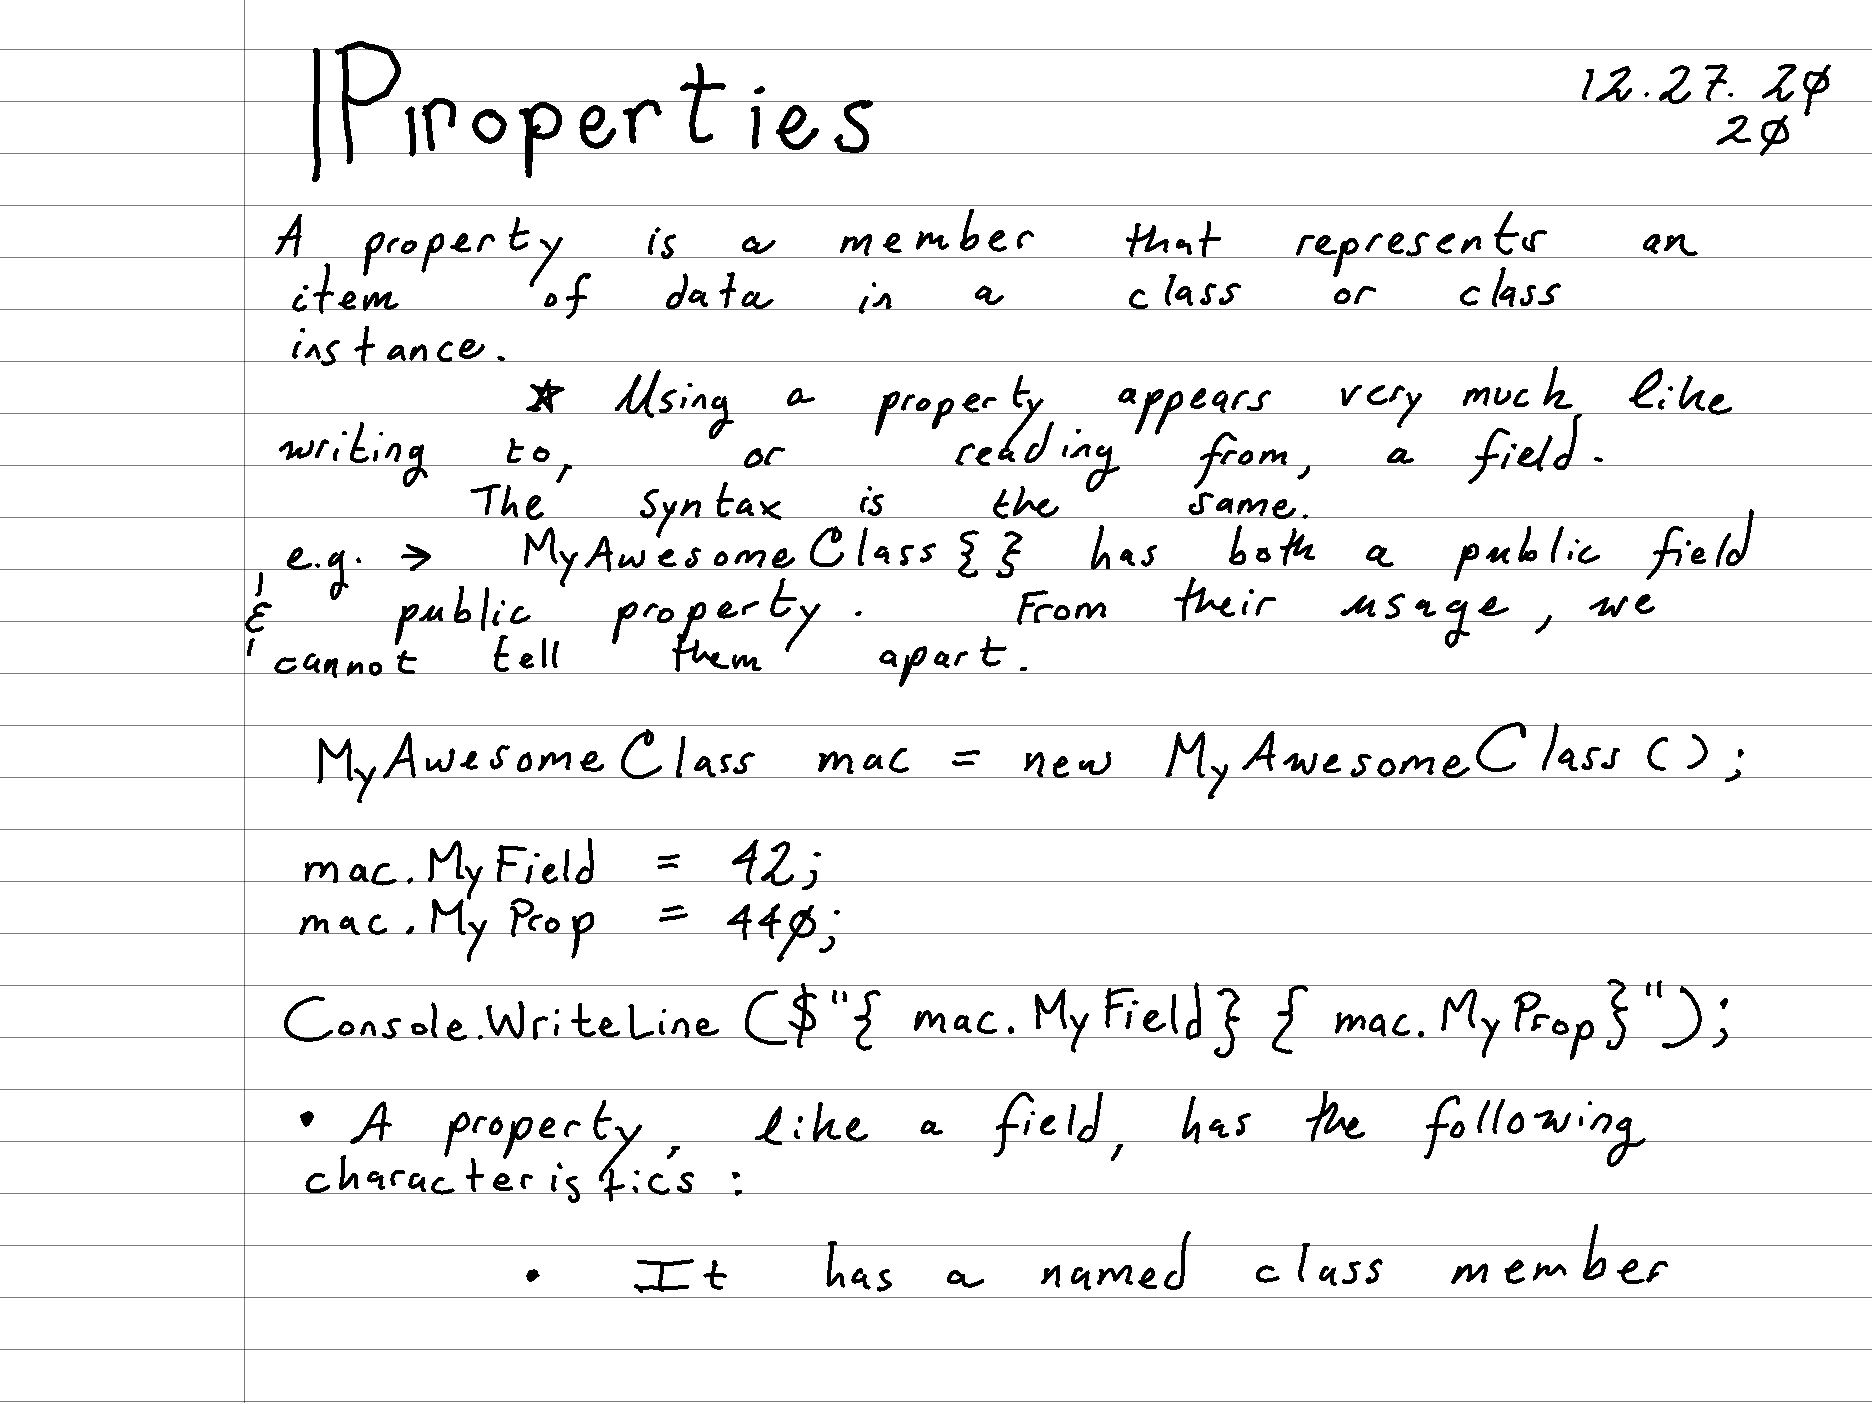 Properties
12.27.20
20
A property is a member that represents an
item of data in a class or class
instance.
* Using a property appears very much like
writing to, or reading from, a field.
The syntax is the same.
e.g. → MyAwesomeClass{} has both a public field
& public property. From their usage, we
cannot tell them apart.
MyAwesomeClass mac = new MyAwesomeClass();
mac.MyField = 42;
mac.MyProp = 440;
Console.WriteLine($"{mac.MyField} {mac.MyProp}");
• A property, like a field, has the following
characteristics:
• It has a named class member